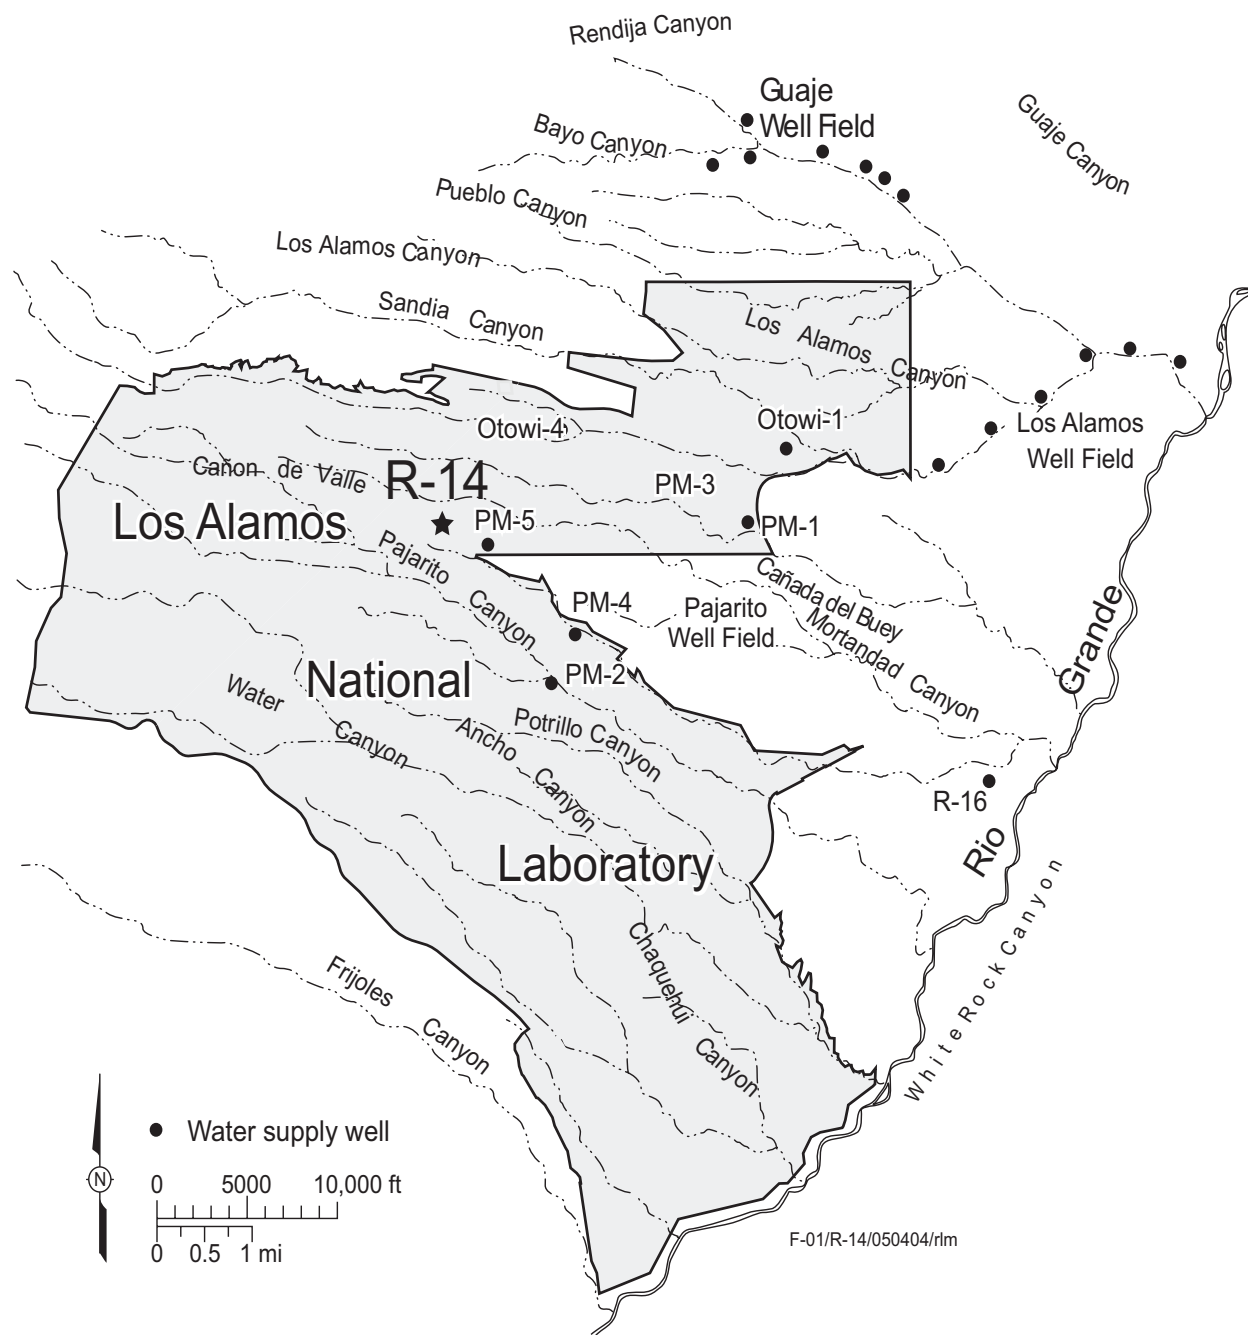 Rendija Canyon
Guaje
Well Field
Guaje Canyon
Bayo Canyon
Pueblo Canyon
Los Alamos Canyon
Sandia Canyon
Los Alamos Canyon
Otowi-4
Otowi-1
Los Alamos
Well Field
Cañon de Valle
R-14
PM-3
Los Alamos
PM-5
PM-1
Pajarito Canyon
Cañada del Buey
PM-4
Pajarito
Well Field
Mortandad Canyon
Rio Grande
National
PM-2
Water Canyon
Potrillo Canyon
Ancho Canyon
R-16
Laboratory
White Rock Canyon
Chaquehui Canyon
Frijoles Canyon
Water supply well
N
0 5000 10,000 ft
0 0.5 1 mi
F-01/R-14/050404/rlm